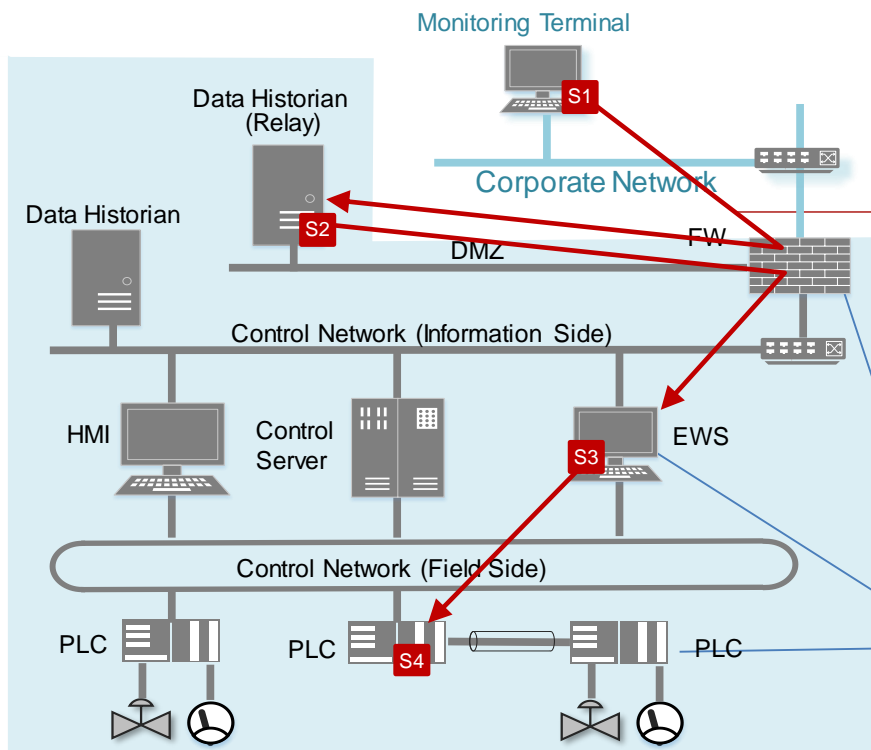 Monitoring Terminal
S1
Data Historian
(Relay)
Corporate Network
Data Historian
S2
FW
DMZ
Control Network (Information Side)
HMI
Control
Server
EWS
S3
Control Network (Field Side)
PLC
PLC
S4
PLC